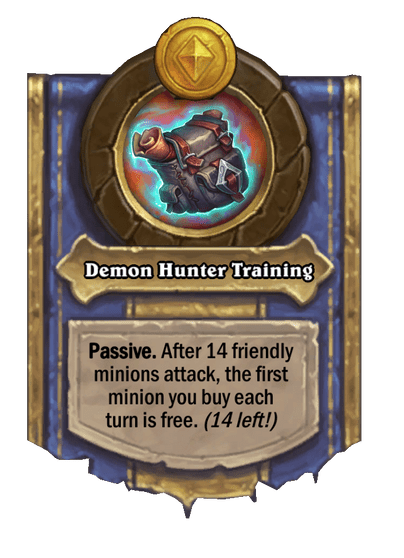 Demon Hunter Training
Passive. After 14 friendly
minions attack, the first
minion you buy each
turn is free. (14 left!)